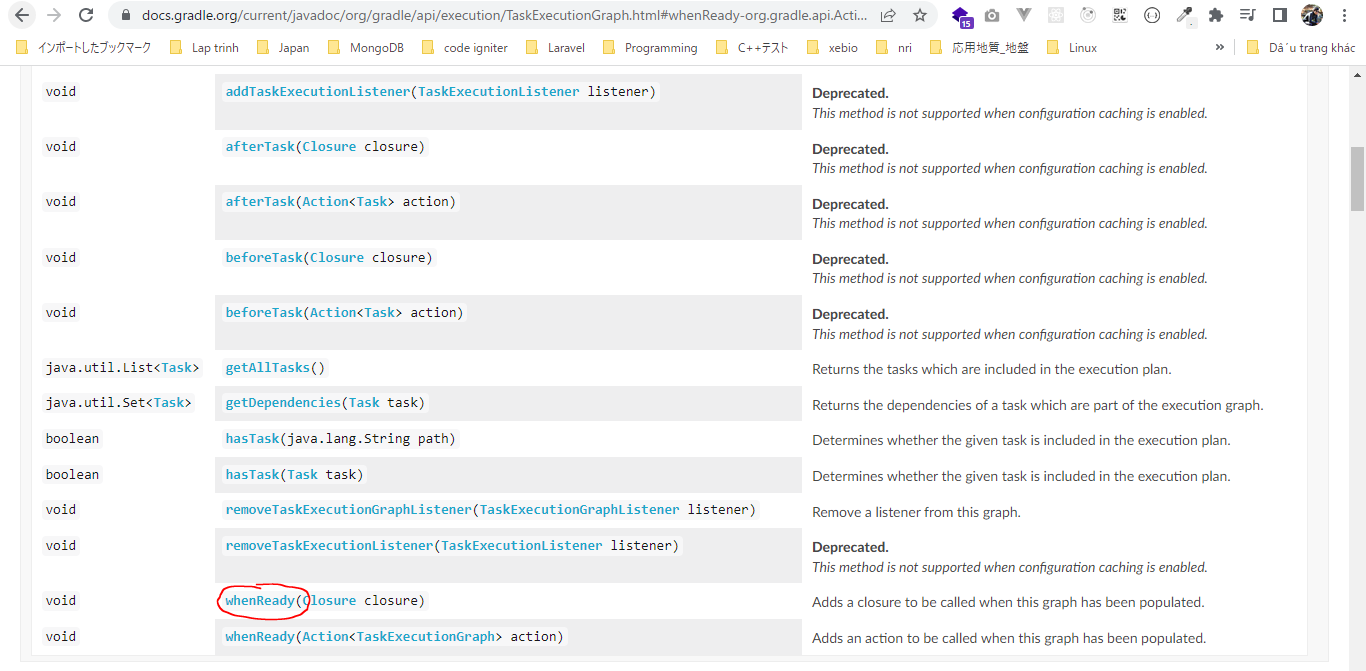 docs.gradle.org/current/javadoc/org/gradle/api/execution/TaskExecutionGraph.html#whenReady-org.gradle.api.Acti...
15
インポートしたブックマーク Lap trinh Japan MongoDB code igniter Laravel Programming C++テスト xebio nri 応用地質_地盤 Linux » Dấu trang khác
void addTaskExecutionListener(TaskExecutionListener listener) Deprecated.
This method is not supported when configuration caching is enabled.
void afterTask(Closure closure) Deprecated.
This method is not supported when configuration caching is enabled.
void afterTask(Action<Task> action) Deprecated.
This method is not supported when configuration caching is enabled.
void beforeTask(Closure closure) Deprecated.
This method is not supported when configuration caching is enabled.
void beforeTask(Action<Task> action) Deprecated.
This method is not supported when configuration caching is enabled.
java.util.List<Task> getAllTasks() Returns the tasks which are included in the execution plan.
java.util.Set<Task> getDependencies(Task task) Returns the dependencies of a task which are part of the execution graph.
boolean hasTask(java.lang.String path) Determines whether the given task is included in the execution plan.
boolean hasTask(Task task) Determines whether the given task is included in the execution plan.
void removeTaskExecutionGraphListener(TaskExecutionGraphListener listener) Remove a listener from this graph.
void removeTaskExecutionListener(TaskExecutionListener listener) Deprecated.
This method is not supported when configuration caching is enabled.
void whenReady(Closure closure) Adds a closure to be called when this graph has been populated.
void whenReady(Action<TaskExecutionGraph> action) Adds an action to be called when this graph has been populated.